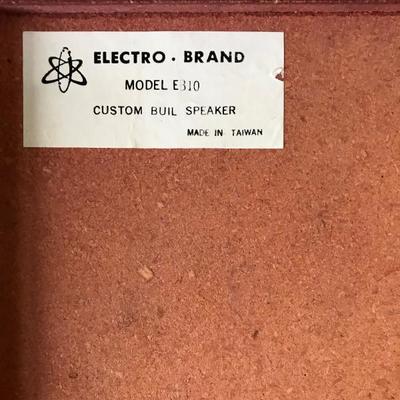 ELECTRO · BRAND
MODEL E310
CUSTOM BUIL SPEAKER
MADE IN TAIWAN